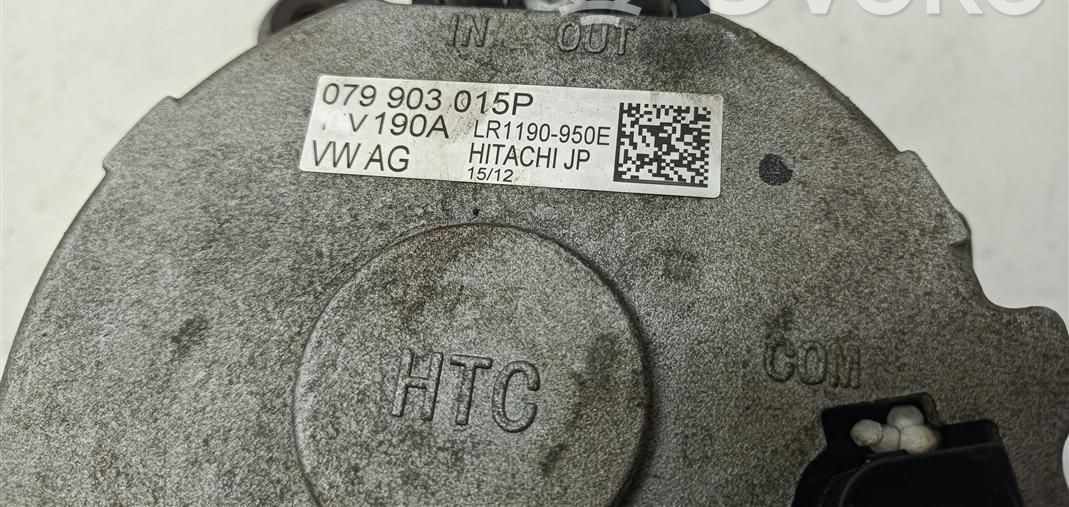 IN OUT
079 903 015P
V190A LR1190-950E
VW AG HITACHI JP
15/12
HTC
COM